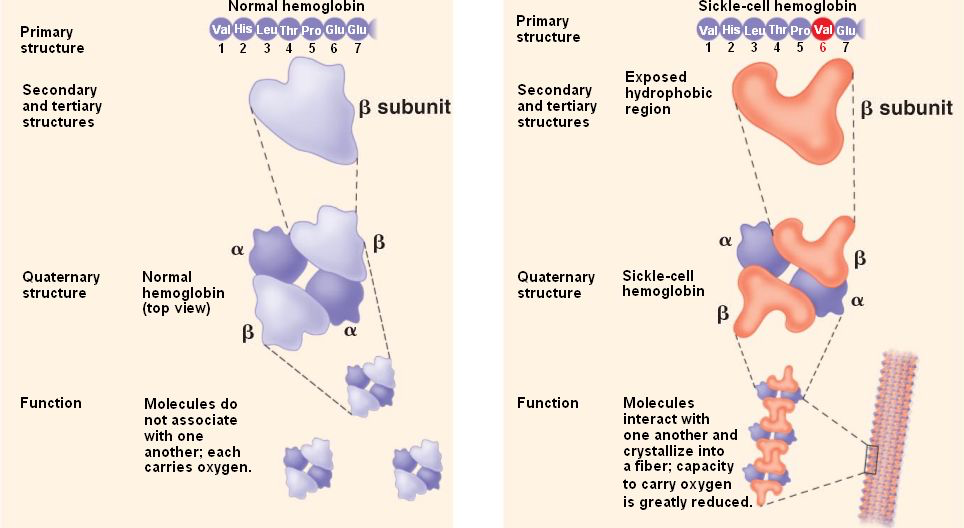 Normal hemoglobin
Primary
structure
Val His Leu Thr Pro Glu Glu
1 2 3 4 5 6 7
Secondary
and tertiary
structures
β subunit
α
β
Quaternary
structure
Normal
hemoglobin
(top view)
β
α
Function
Molecules do
not associate
with one
another; each
carries oxygen.
Sickle-cell hemoglobin
Primary
structure
Val His Leu Thr Pro Val Glu
1 2 3 4 5 6 7
Secondary
and tertiary
structures
Exposed
hydrophobic
region
β subunit
α
β
Quaternary
structure
Sickle-cell
hemoglobin
β
α
Function
Molecules
interact with
one another and
crystallize into
a fiber; capacity
to carry oxygen
is greatly reduced.